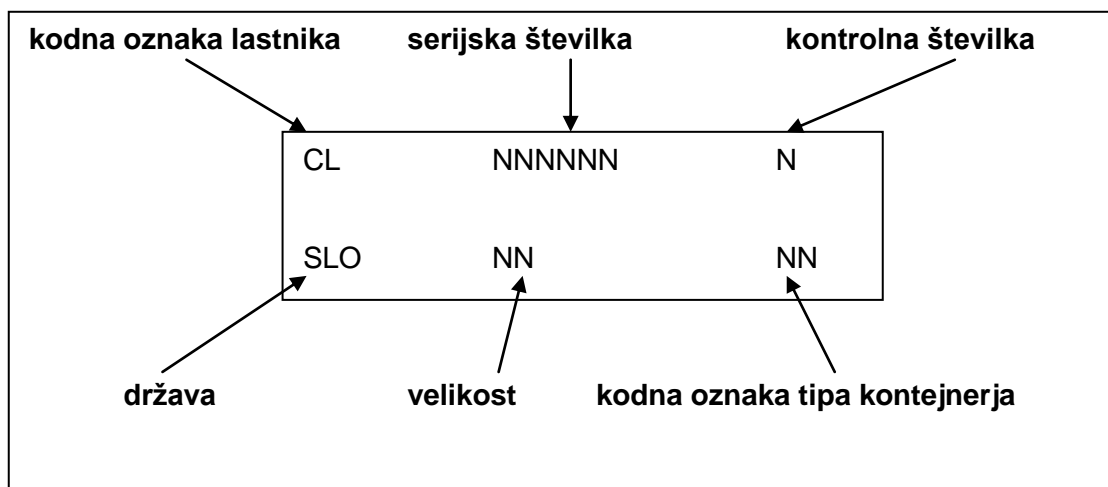 kodna oznaka lastnika serijska številka kontrolna številka
CL NNNNNN N
SLO NN NN
država velikost kodna oznaka tipa kontejnerja